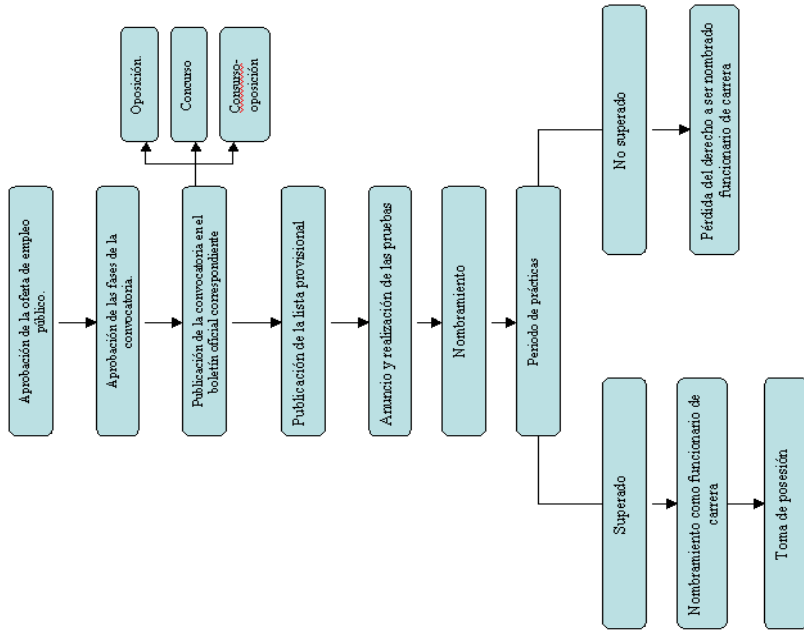 Aprobación de la oferta de empleo
público.
Aprobación de las fases de la
convocatoria.
Publicación de la convocatoria en el
boletín oficial correspondiente
Oposición.
Concurso
Consurso-
oposición
Publicación de la lista provisional
Anuncio y realización de las pruebas
Nombramiento
Periodo de prácticas
Superado
Nombramiento como funcionario de
carrera
Toma de posesión
No superado
Pérdida del derecho a ser nombrado
funcionario de carrera